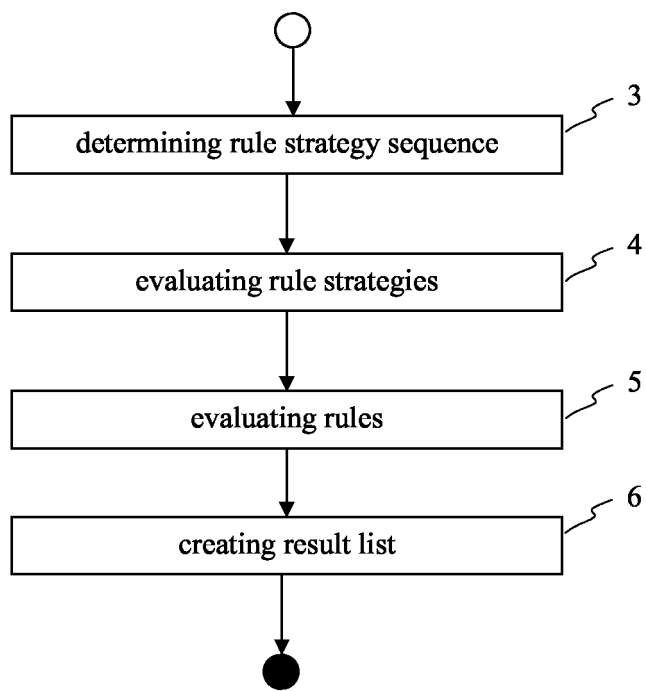 3
determining rule strategy sequence
4
evaluating rule strategies
5
evaluating rules
6
creating result list